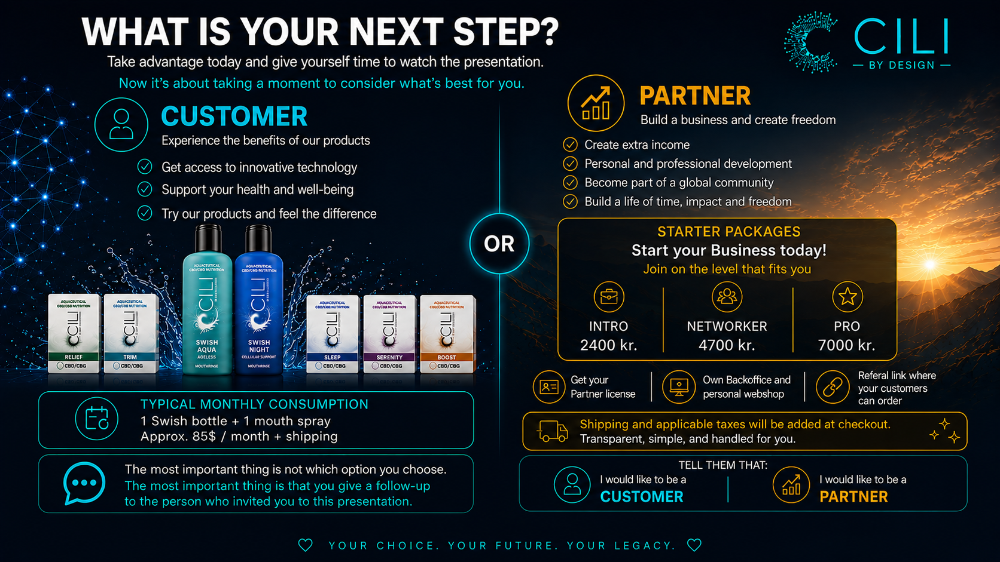 WHAT IS YOUR NEXT STEP?
Take advantage today and give yourself time to watch the presentation.
Now it's about taking a moment to consider what's best for you.
CILI
BY DESIGN
CUSTOMER
Experience the benefits of our products
Get access to innovative technology
Support your health and well-being
Try our products and feel the difference
AQUACEUTICAL
CBD/CBG NUTRITION
CILI
RELIEF
CBD/CBG
AQUACEUTICAL
CBD/CBG NUTRITION
CILI
TRIM
CBD/CBG
AQUACEUTICAL
CBD/CBG NUTRITION
CILI
SWISH
AQUA
AGELESS
MOUTHRINSE
AQUACEUTICAL
CBD/CBG NUTRITION
CILI
SWISH
NIGHT
CELLULAR SUPPORT
MOUTHRINSE
AQUACEUTICAL
CBD/CBG NUTRITION
CILI
SLEEP
CBD/CBG
AQUACEUTICAL
CBD/CBG NUTRITION
CILI
SERENITY
CBD/CBG
AQUACEUTICAL
CBD/CBG NUTRITION
CILI
BOOST
CBD/CBG
TYPICAL MONTHLY CONSUMPTION
1 Swish bottle + 1 mouth spray
Approx. 85$ / month + shipping
The most important thing is not which option you choose.
The most important thing is that you give a follow-up
to the person who invited you to this presentation.
OR
PARTNER
Build a business and create freedom
Create extra income
Personal and professional development
Become part of a global community
Build a life of time, impact and freedom
STARTER PACKAGES
Start your Business today!
Join on the level that fits you
INTRO
2400 kr.
NETWORKER
4700 kr.
PRO
7000 kr.
Get your
Partner license
Own Backoffice and
personal webshop
Referal link where
your customers
can order
Shipping and applicable taxes will be added at checkout.
Transparent, simple, and handled for you.
TELL THEM THAT:
I would like to be a
CUSTOMER
I would like to be a
PARTNER
YOUR CHOICE. YOUR FUTURE. YOUR LEGACY.